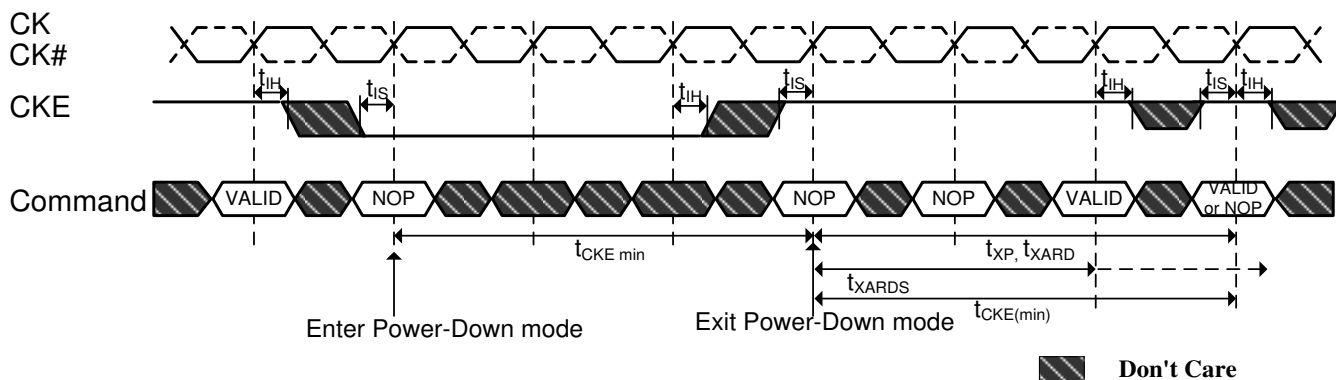 CK
CK#
tIH
tIS
tIH
tIS
tIH
tIS
tIH
CKE
Command
VALID
NOP
NOP
NOP
VALID
VALID
or NOP
tCKE min
tXP, tXARD
tXARDS
tCKE(min)
Enter Power-Down mode
Exit Power-Down mode
Don't Care